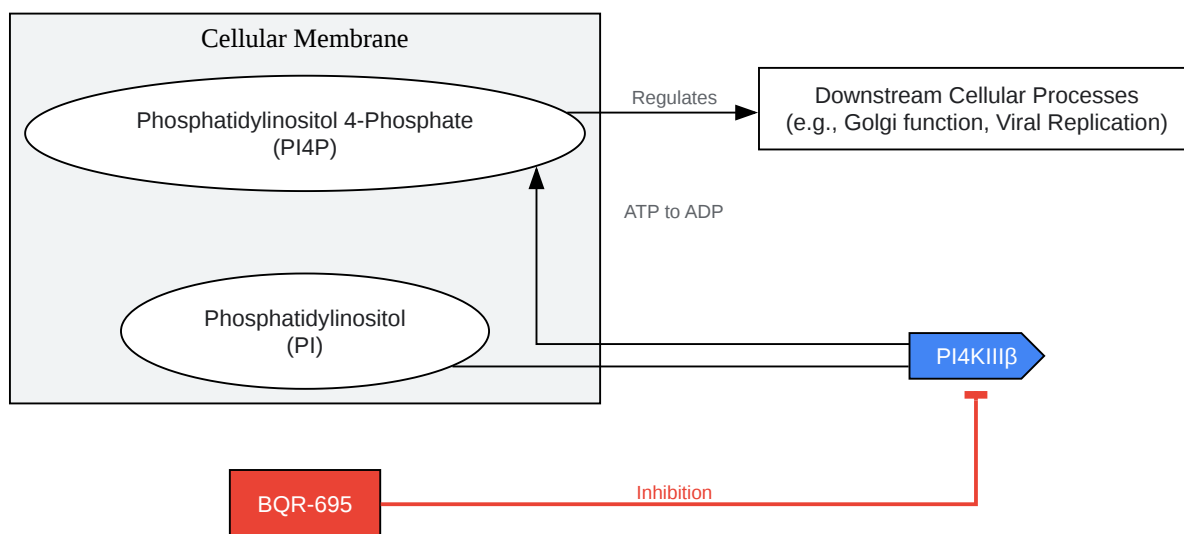 Cellular Membrane
Phosphatidylinositol 4-Phosphate
(PI4P)
Regulates
Downstream Cellular Processes
(e.g., Golgi function, Viral Replication)
ATP to ADP
Phosphatidylinositol
(PI)
PI4KIIIβ
BQR-695
Inhibition